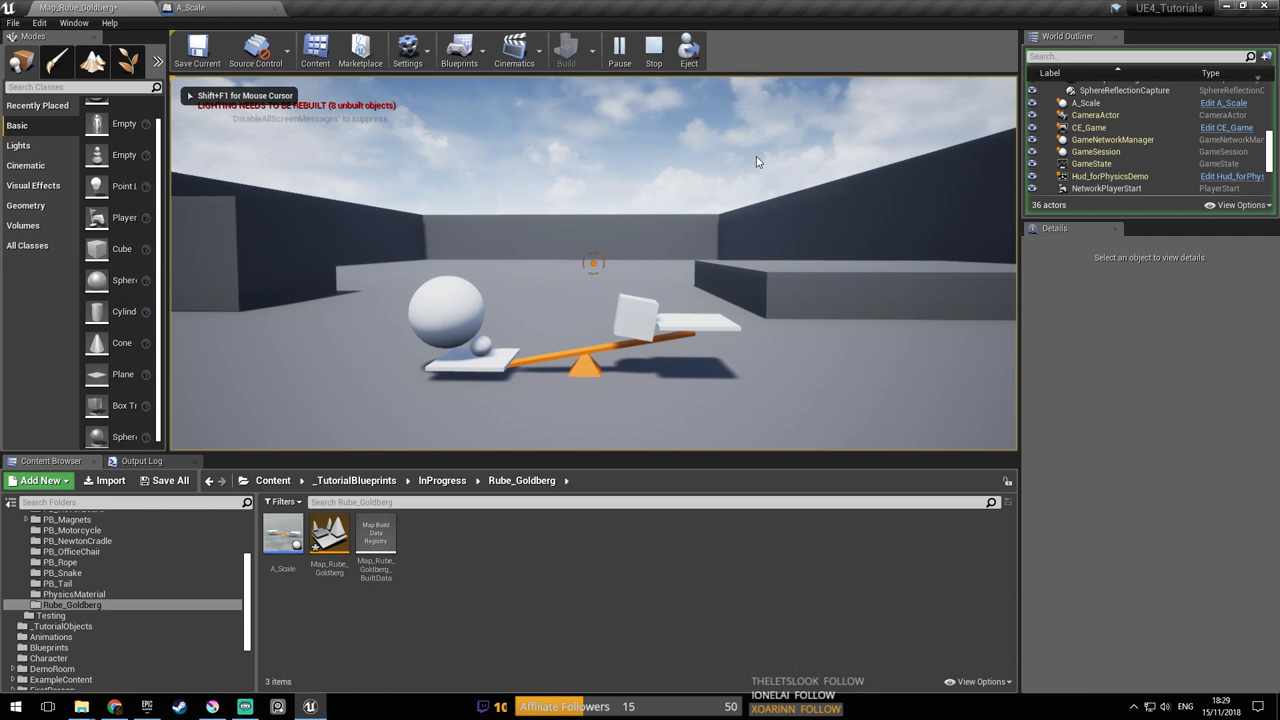 Map_Rube_Goldberg*
A_Scale
UE4_Tutorials
File Edit Window Help
Modes
Search Classes
Recently Placed
Basic
Lights
Cinematic
Visual Effects
Geometry
Volumes
All Classes
Empty
Empty
Point L
Player
Cube
Spher
Cylind
Cone
Plane
Box Tr
Spher
Save Current
Source Control
Content
Marketplace
Settings
Blueprints
Cinematics
Build
Pause
Stop
Eject
Shift+F1 for Mouse Cursor
LIGHTING NEEDS TO BE REBUILT (8 unbuilt objects)
'DisableAllScreenMessages' to suppress
World Outliner
Search...
Label Type
SphereReflectionCapture SphereReflectionC
A_Scale Edit A_Scale
CameraActor CameraActor
CE_Game Edit CE_Game
GameNetworkManager GameNetworkMan
GameSession GameSession
GameState GameState
Hud_forPhysicsDemo Edit Hud_forPhys
NetworkPlayerStart PlayerStart
36 actors
View Options
Details
Select an object to view details.
Content Browser
Output Log
Add New
Import
Save All
Content
_TutorialBlueprints
InProgress
Rube_Goldberg
Search Folders
Filters
Search Rube_Goldberg
PB_Magnets
PB_Motorcycle
PB_NewtonCradle
PB_OfficeChair
PB_Rope
PB_Snake
PB_Tail
PhysicsMaterial
Rube_Goldberg
Testing
_TutorialObjects
Animations
Blueprints
Character
DemoRoom
ExampleContent
A_Scale
Map_Rube_
Goldberg
Map Build
Data
Registry
Map_Rube_
Goldberg_
BuiltData
3 items
View Options
THELETSLOOK FOLLOW
IONELAI FOLLOW
XOARINN FOLLOW
10
Affiliate Followers 15 50
ENG
18:29
15/11/2018